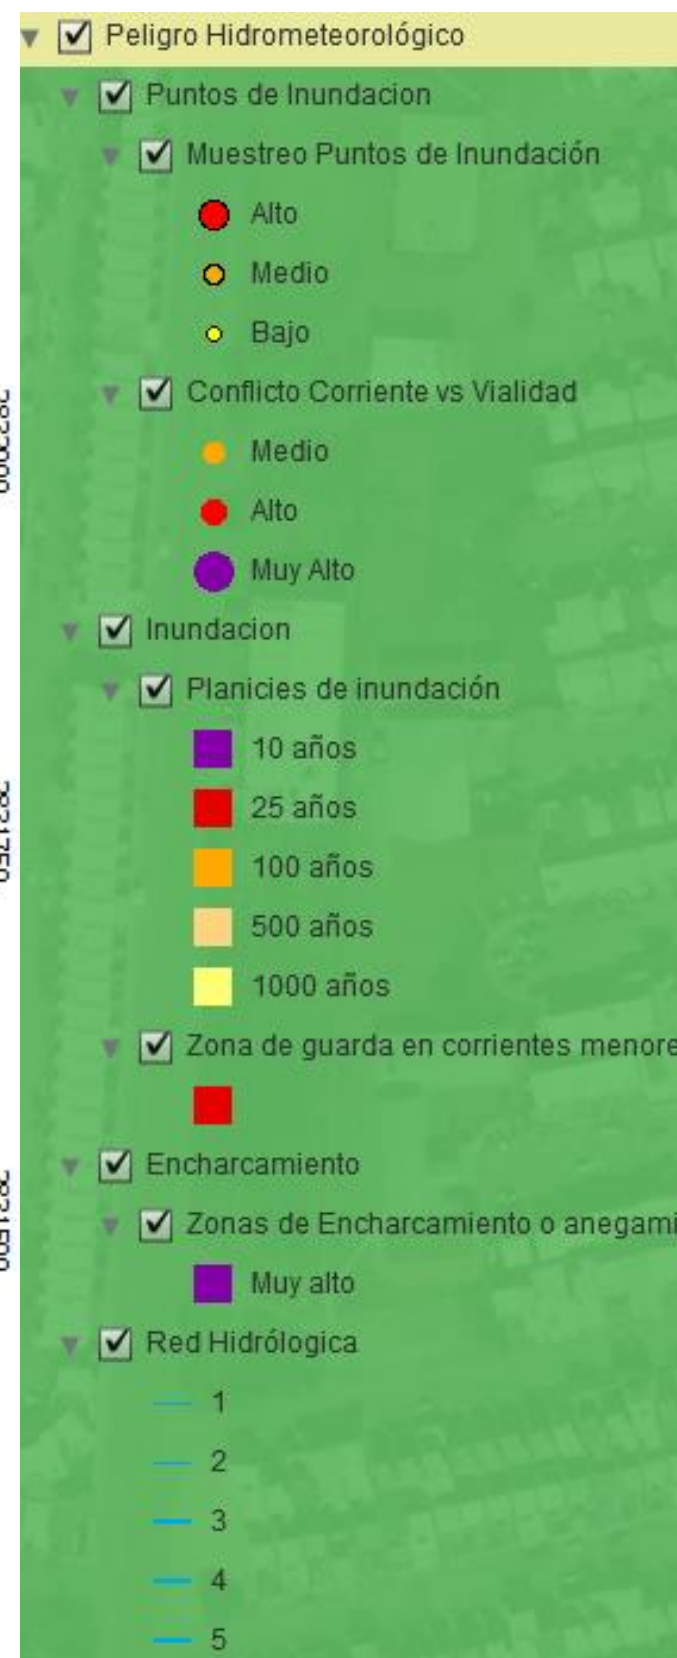 Peligro Hidrometeorológico
Puntos de Inundacion
Muestreo Puntos de Inundación
Alto
Medio
Bajo
Conflicto Corriente vs Vialidad
Medio
Alto
Muy Alto
Inundacion
Planicies de inundación
10 años
25 años
100 años
500 años
1000 años
Zona de guarda en corrientes menore
Encharcamiento
Zonas de Encharcamiento o anegami
Muy alto
Red Hidrólogica
1
2
3
4
5